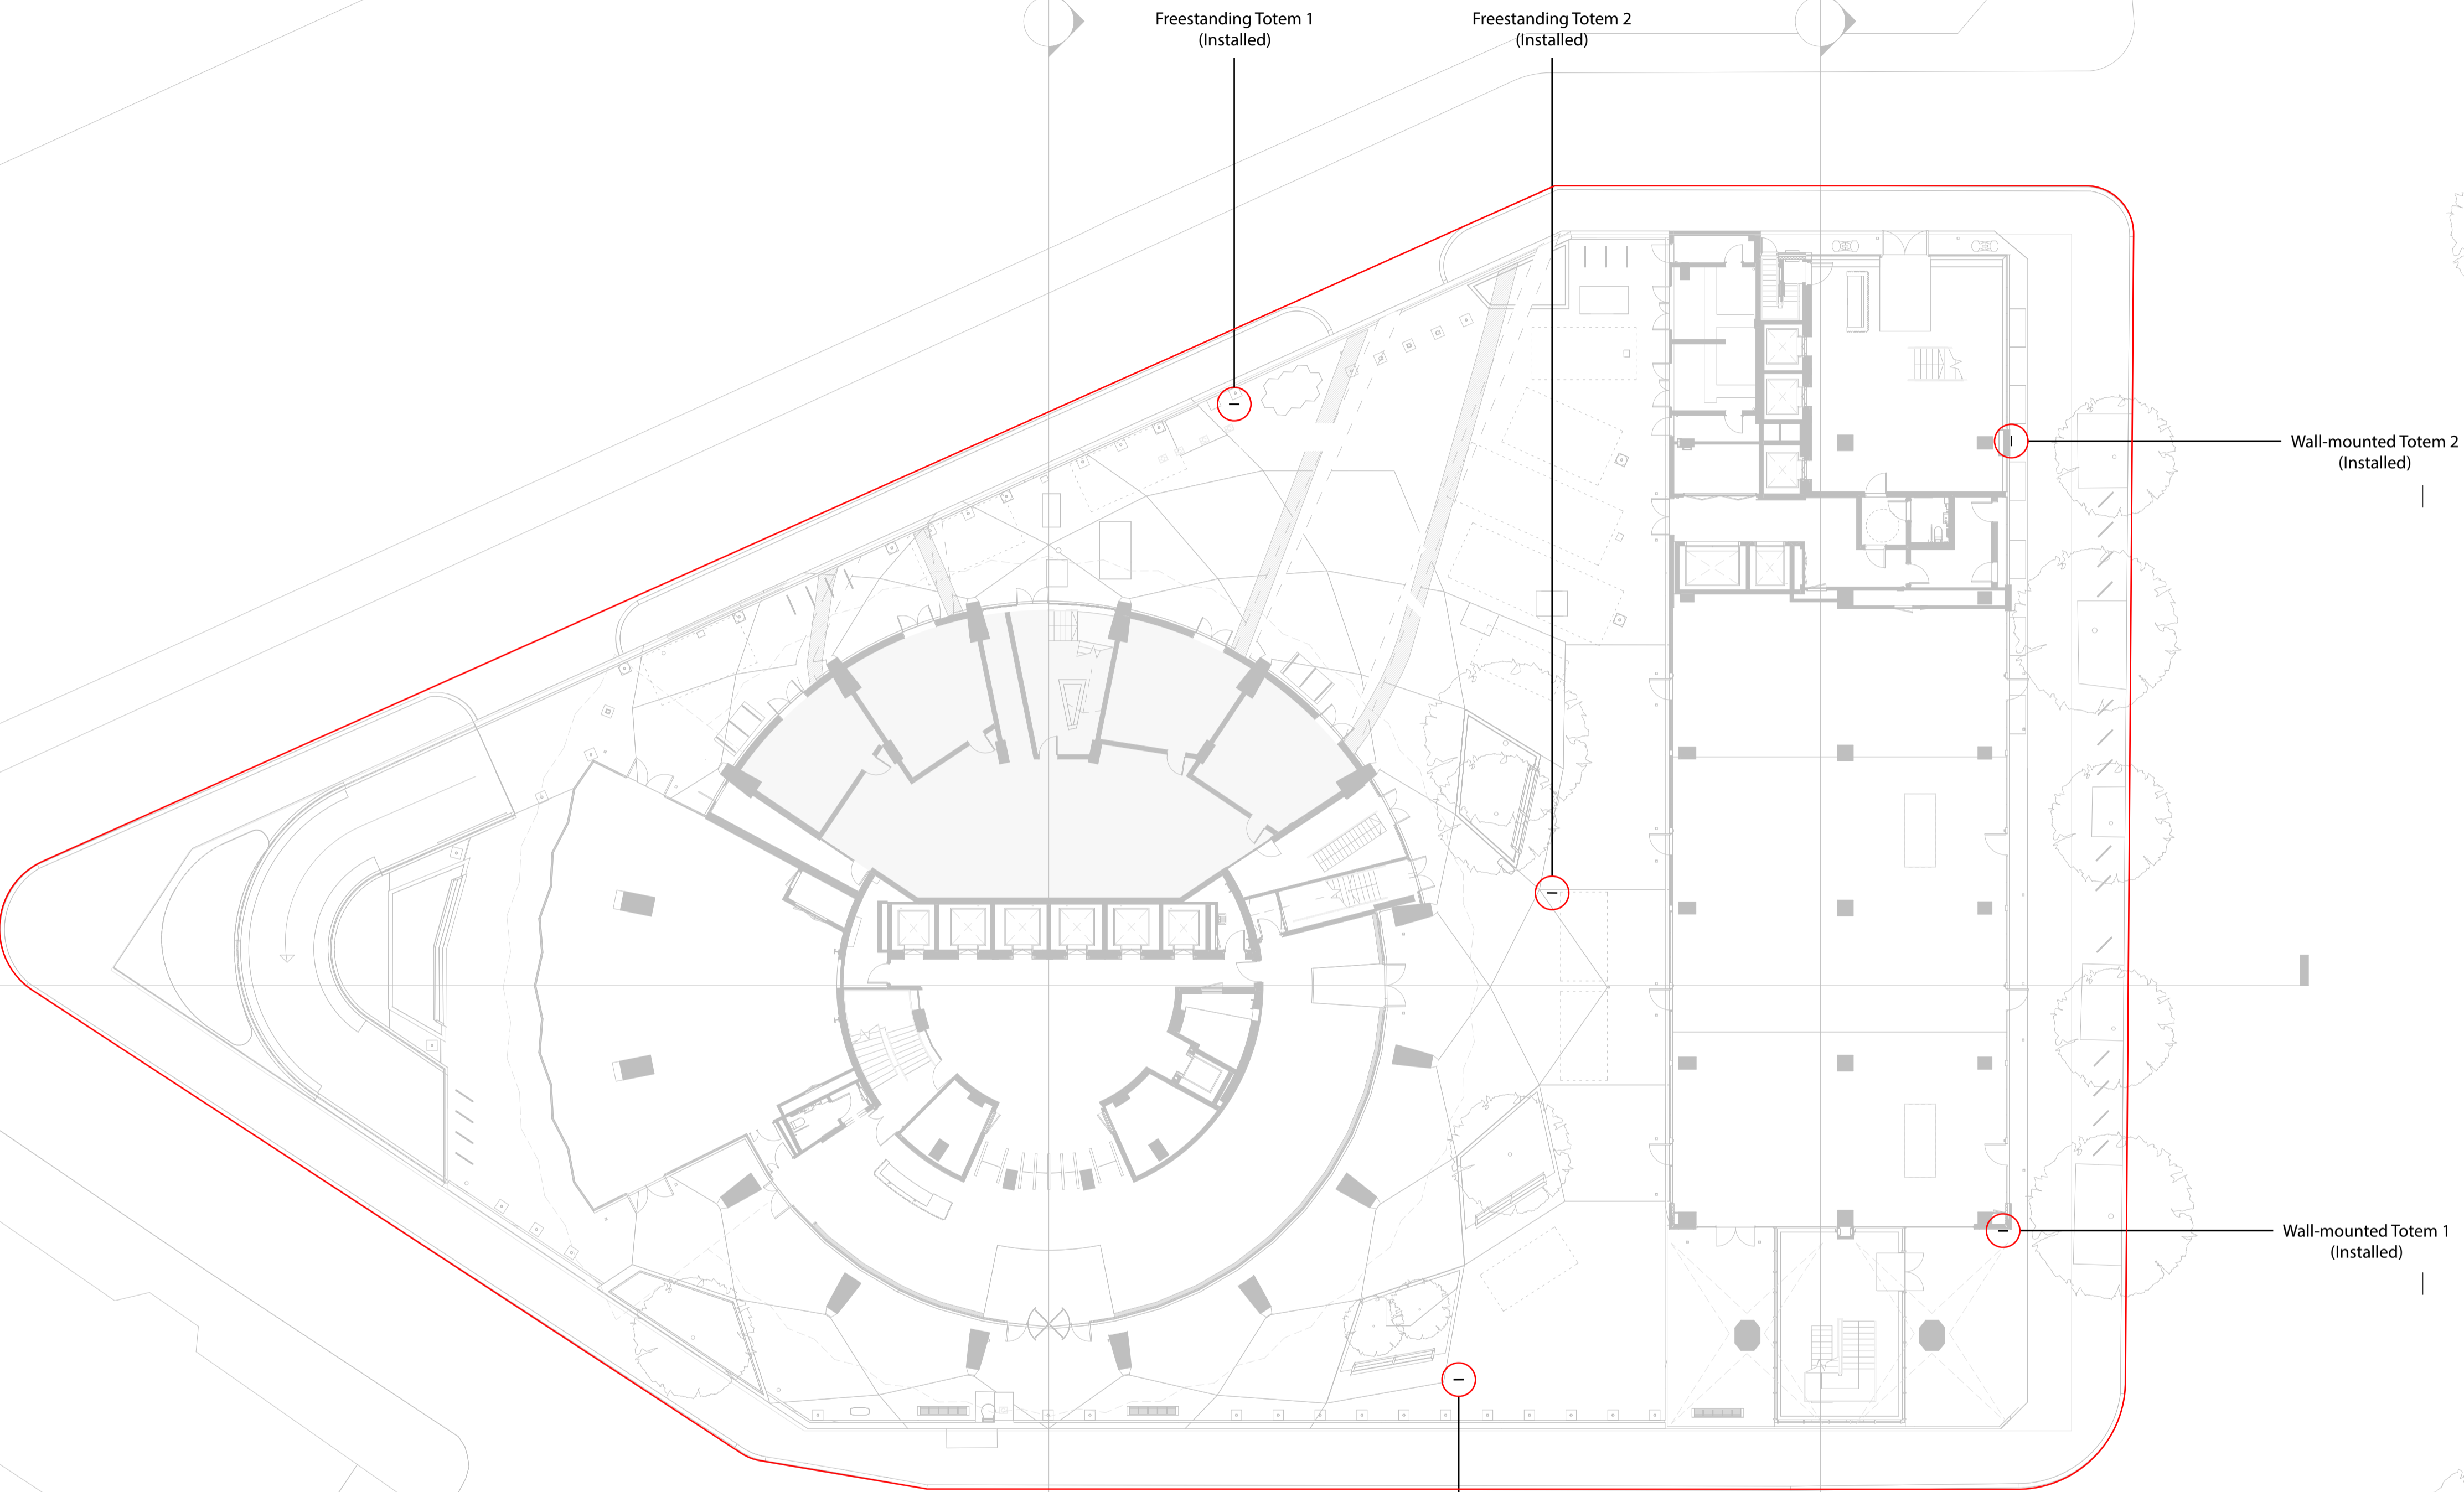 Freestanding Totem 1
(Installed)
Freestanding Totem 2
(Installed)
Wall-mounted Totem 2
(Installed)
Wall-mounted Totem 1
(Installed)